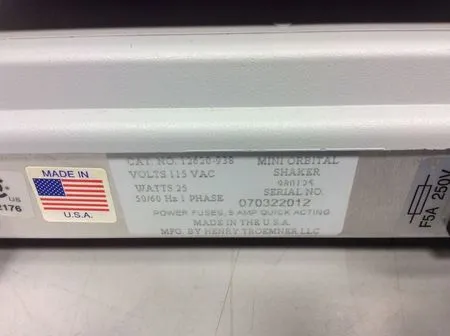 CAT NO. 12620-938
VOLTS 115 VAC
WATTS 25
50/60 Hz 1 PHASE
MINI ORBITAL
SHAKER
980125
SERIAL NO
070322012
POWER FUSES, 5 AMP QUICK ACTING
MADE IN THE U.S.A.
MFG. BY HENRY TROEMNER LLC
MADE IN
U.S.A.
US
2176
F5A 250V